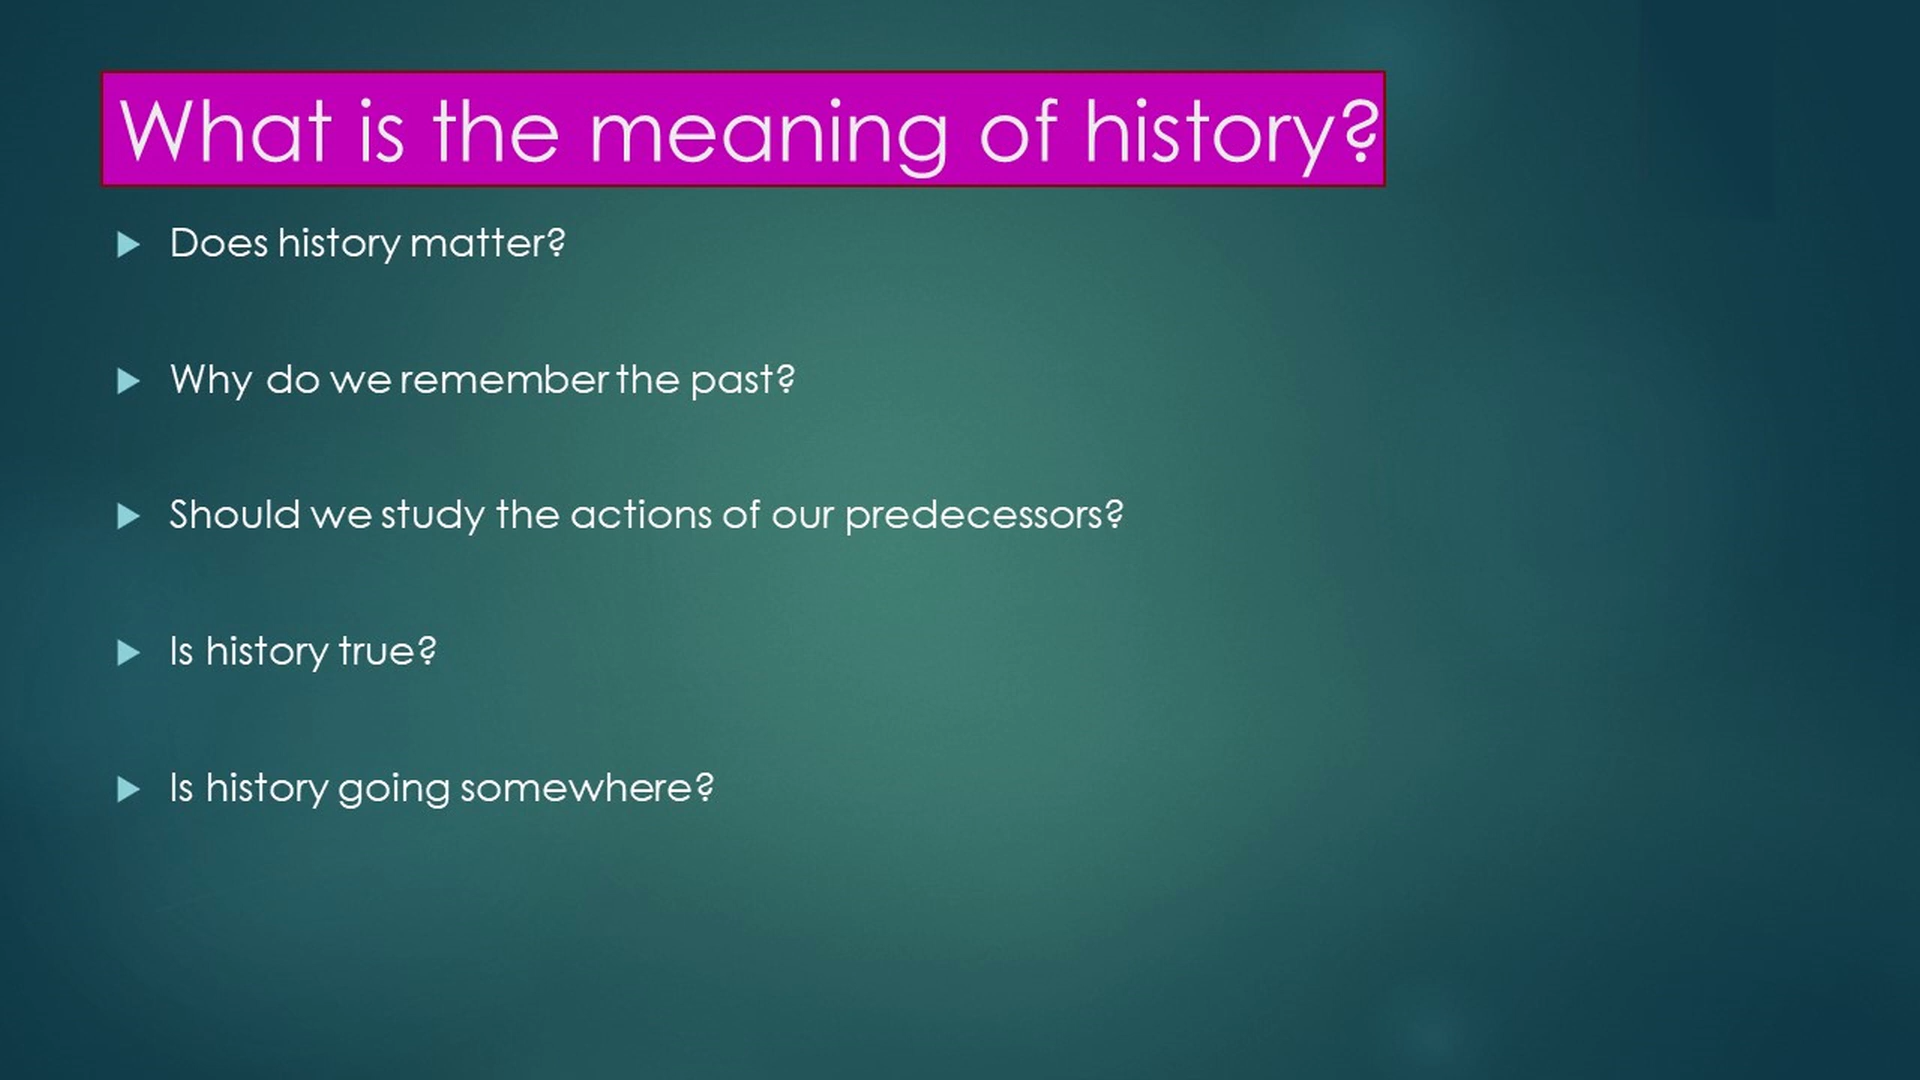 What is the meaning of history?
Does history matter?
Why do we remember the past?
Should we study the actions of our predecessors?
Is history true?
Is history going somewhere?